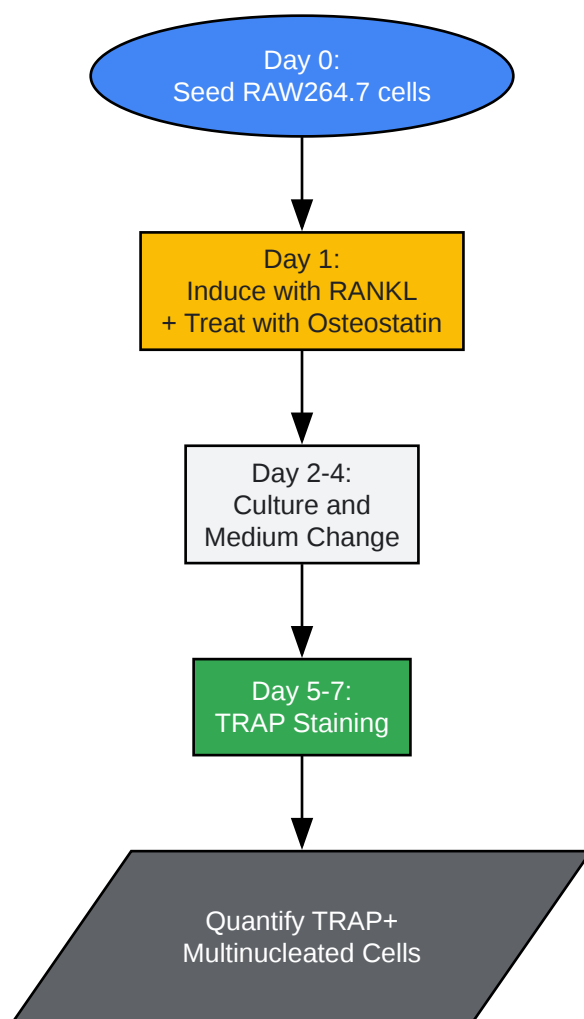 Day 0:
Seed RAW264.7 cells
Day 1:
Induce with RANKL
+ Treat with Osteostatin
Day 2-4:
Culture and
Medium Change
Day 5-7:
TRAP Staining
Quantify TRAP+
Multinucleated Cells